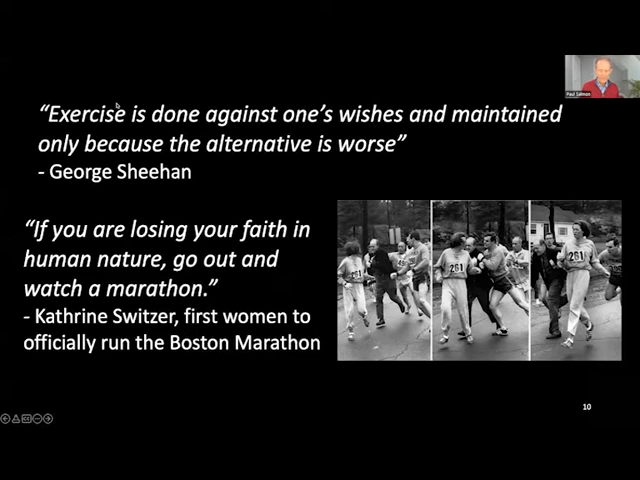 Paul Salmon
“Exercise is done against one’s wishes and maintained
only because the alternative is worse”
- George Sheehan
“If you are losing your faith in
human nature, go out and
watch a marathon.”
- Kathrine Switzer, first women to
officially run the Boston Marathon
261
261
261
10